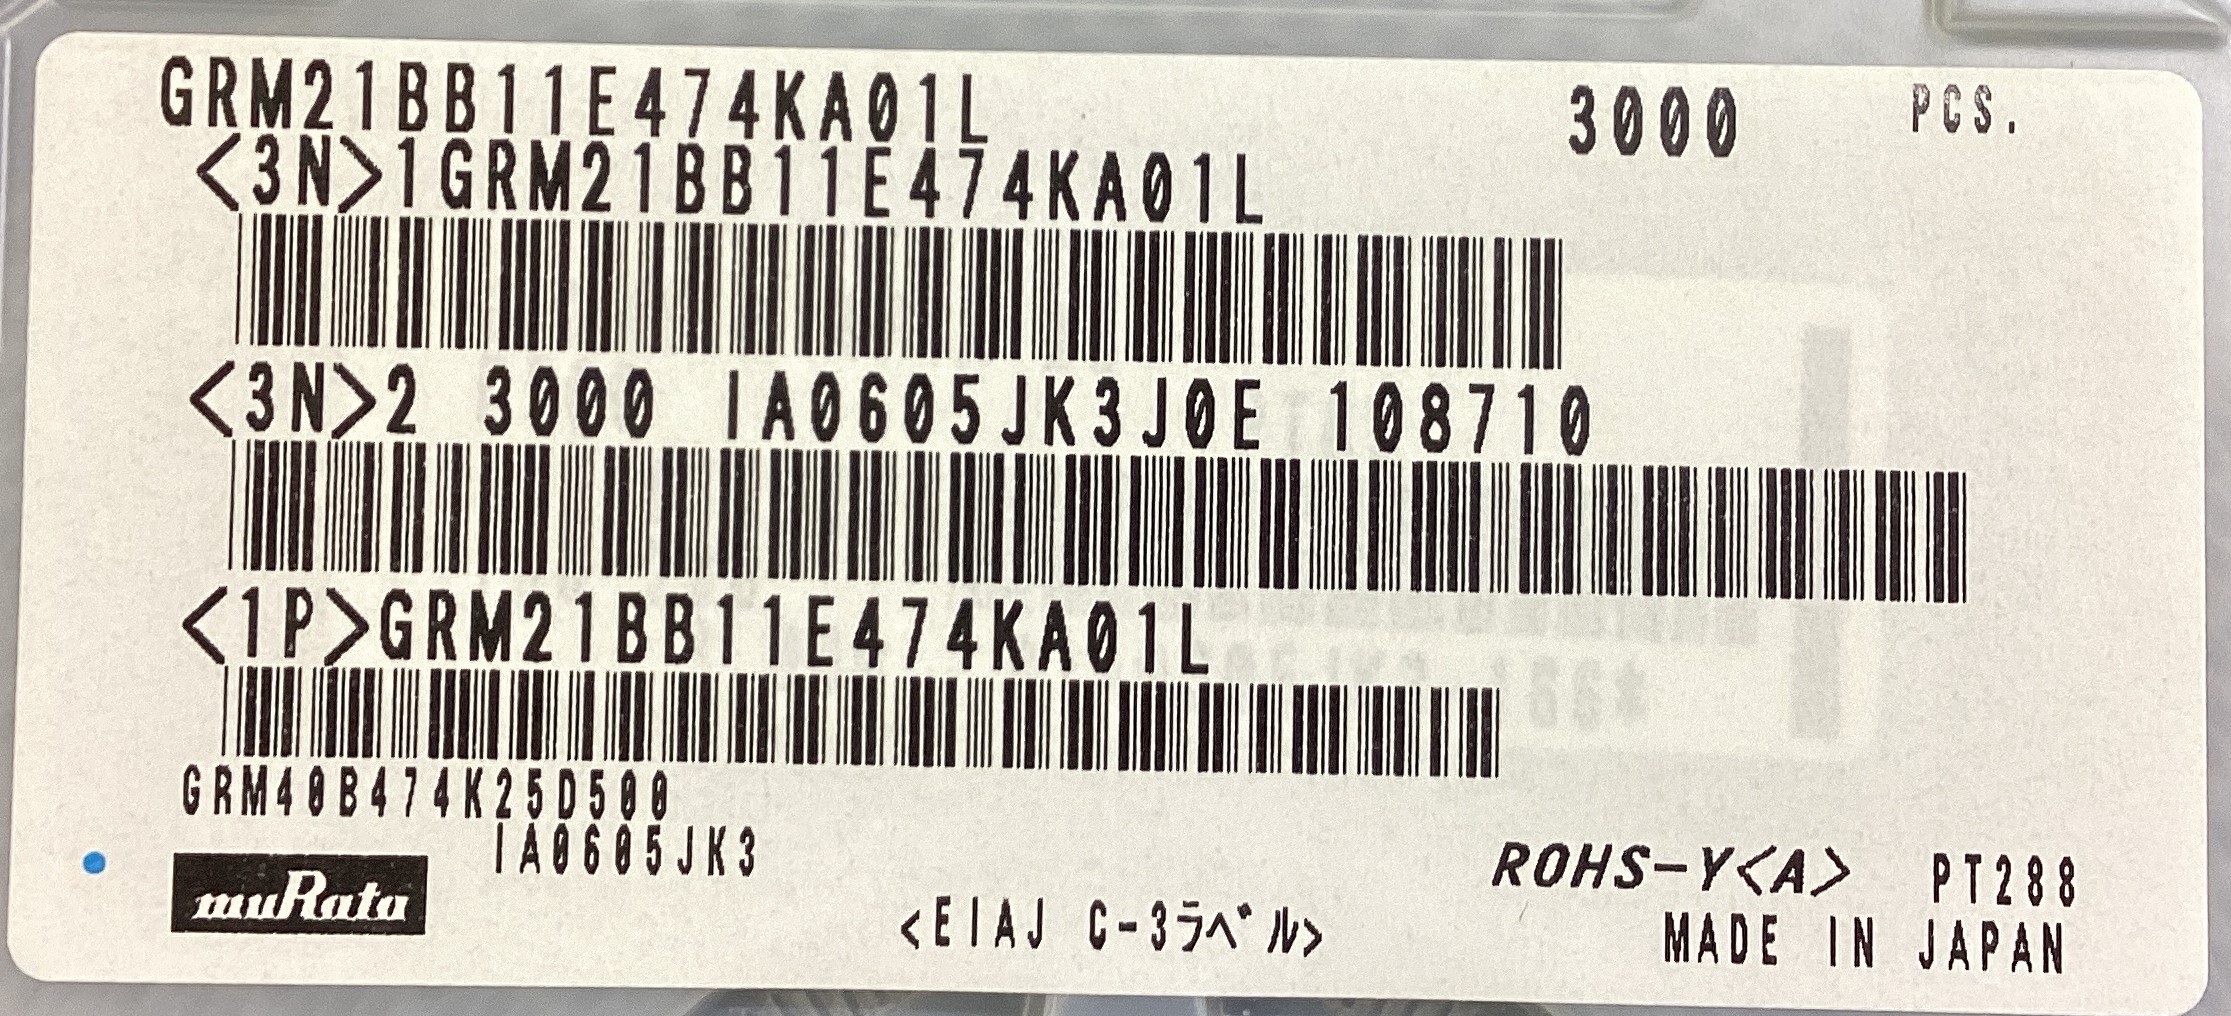 GRM21BB11E474KA01L 3000 PCS.
<3N>1GRM21BB11E474KA01L
<3N>2 3000 IA0605JK3J0E 108710
<1P>GRM21BB11E474KA01L
GRM40B474K25D500
IA0605JK3
muRata
<EIAJ C-3ラベル>
ROHS-Y<A> PT288
MADE IN JAPAN